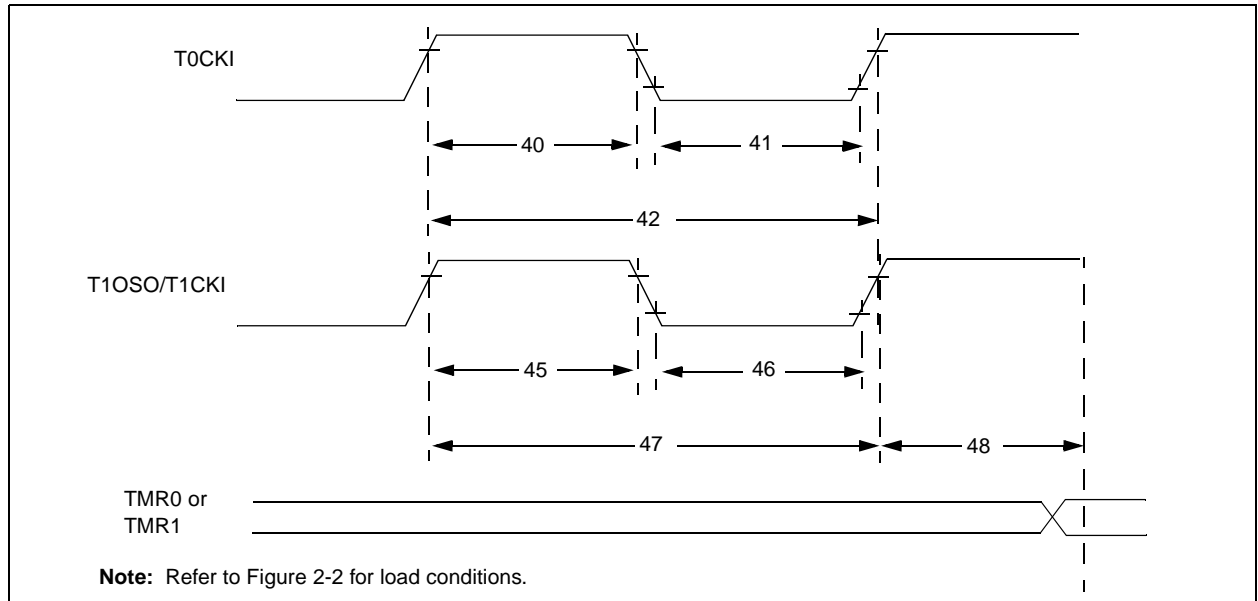 T0CKI
40
41
42
T1OSO/T1CKI
45
46
47
48
TMR0 or
TMR1
Note: Refer to Figure 2-2 for load conditions.